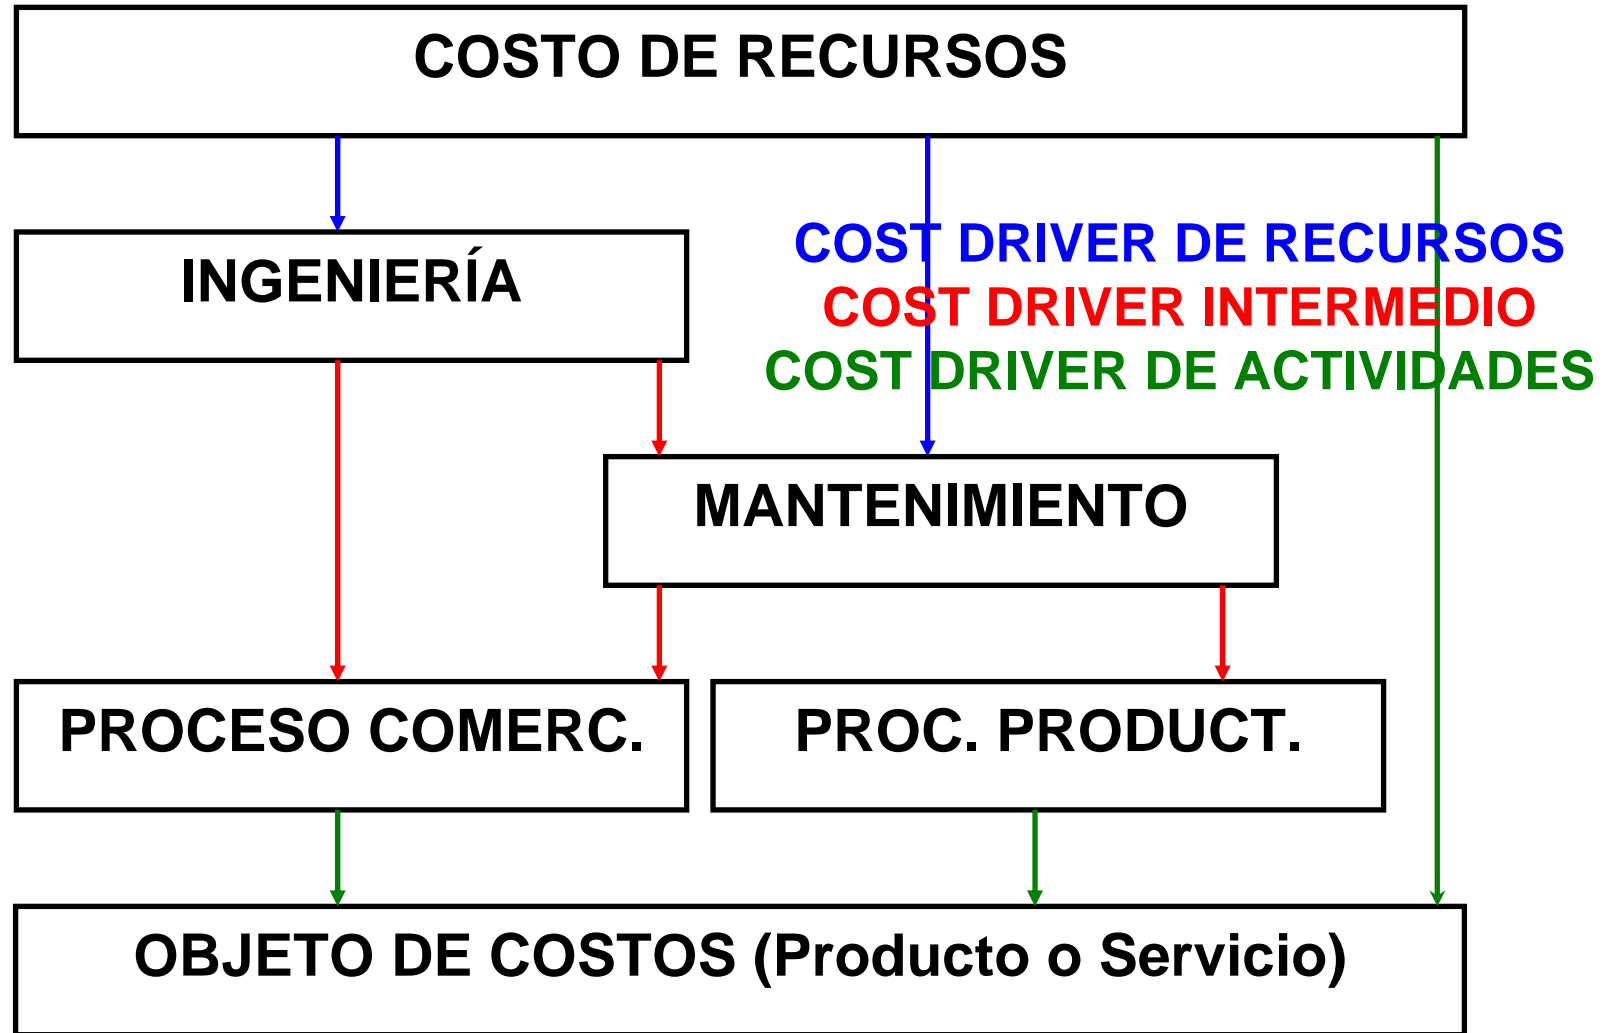 COSTO DE RECURSOS
INGENIERÍA
COST DRIVER DE RECURSOS
COST DRIVER INTERMEDIO
COST DRIVER DE ACTIVIDADES
MANTENIMIENTO
PROCESO COMERC.
PROC. PRODUCT.
OBJETO DE COSTOS (Producto o Servicio)